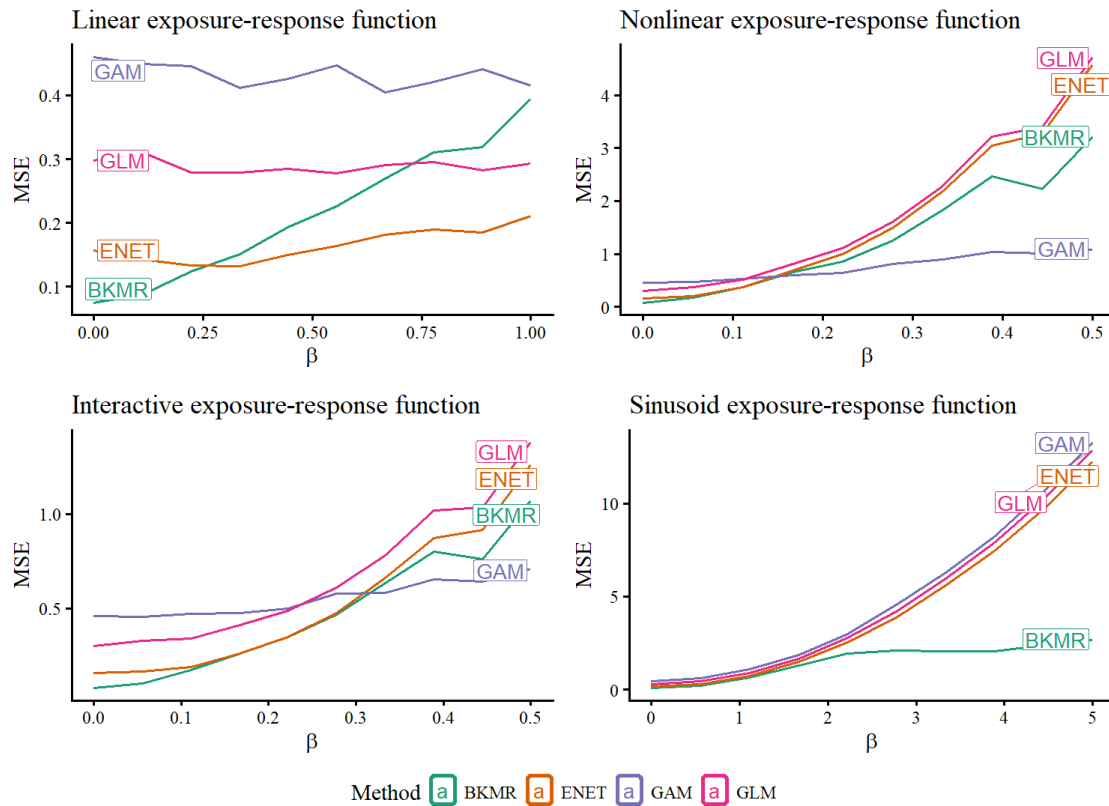 Linear exposure-response function
MSE
0.4
0.3
0.2
0.1
GAM
GLM
ENET
BKMR
0.00 0.25 0.50 0.75 1.00
β
Nonlinear exposure-response function
MSE
4
3
2
1
0
GLM
ENET
BKMR
GAM
0.0 0.1 0.2 0.3 0.4 0.5
β
Interactive exposure-response function
MSE
1.0
0.5
GLM
ENET
BKMR
GAM
0.0 0.1 0.2 0.3 0.4 0.5
β
Sinusoid exposure-response function
MSE
10
5
0
GAM
ENET
GLM
BKMR
0 1 2 3 4 5
β
Method a BKMR a ENET a GAM a GLM